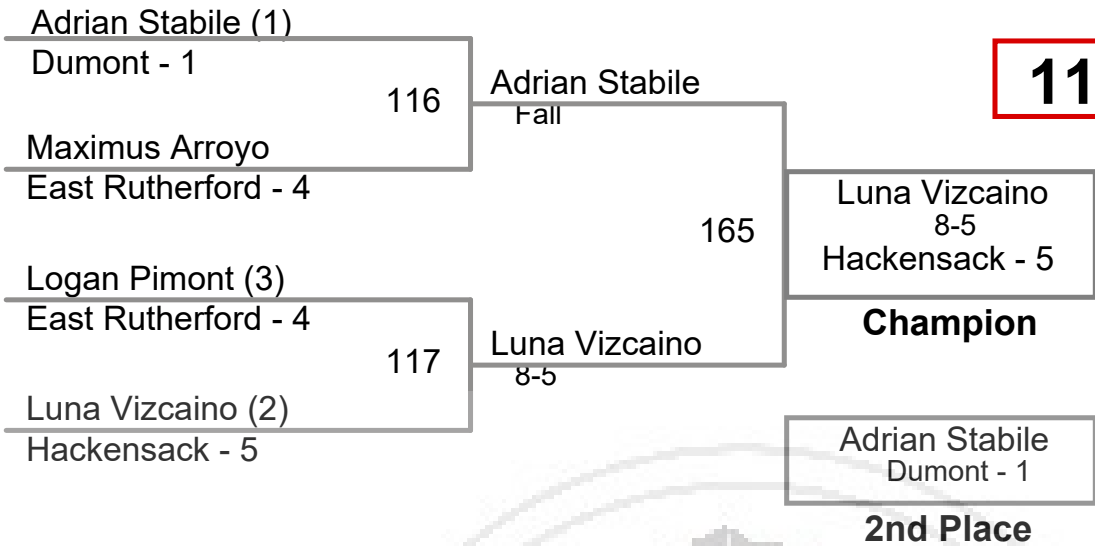 Adrian Stabile (1)
Dumont - 1
116
Maximus Arroyo
East Rutherford - 4
Logan Pimont (3)
East Rutherford - 4
117
Luna Vizcaino (2)
Hackensack - 5
Adrian Stabile
Fall
165
Luna Vizcaino
8-5
11
Luna Vizcaino
8-5
Hackensack - 5
Champion
Adrian Stabile
Dumont - 1
2nd Place